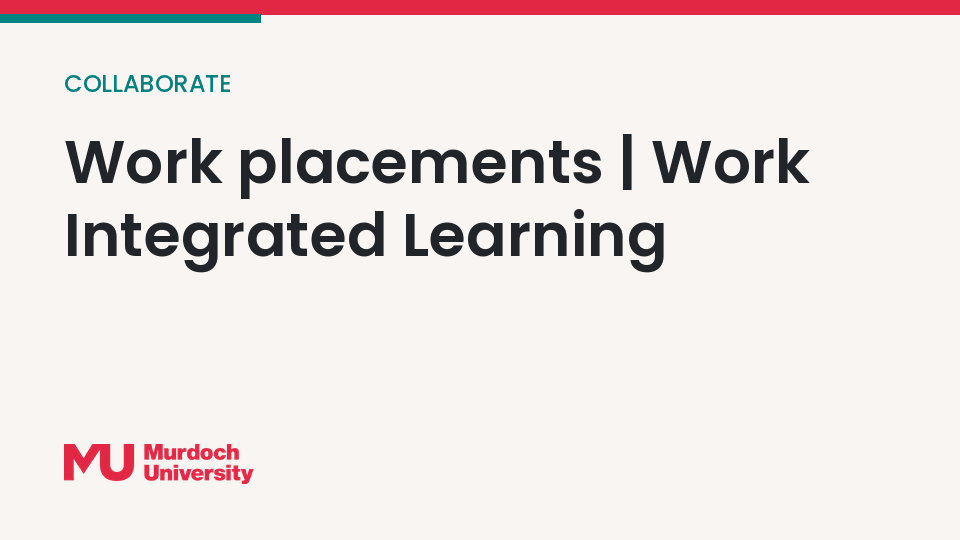 COLLABORATE
Work placements | Work
Integrated Learning
MU Murdoch
University